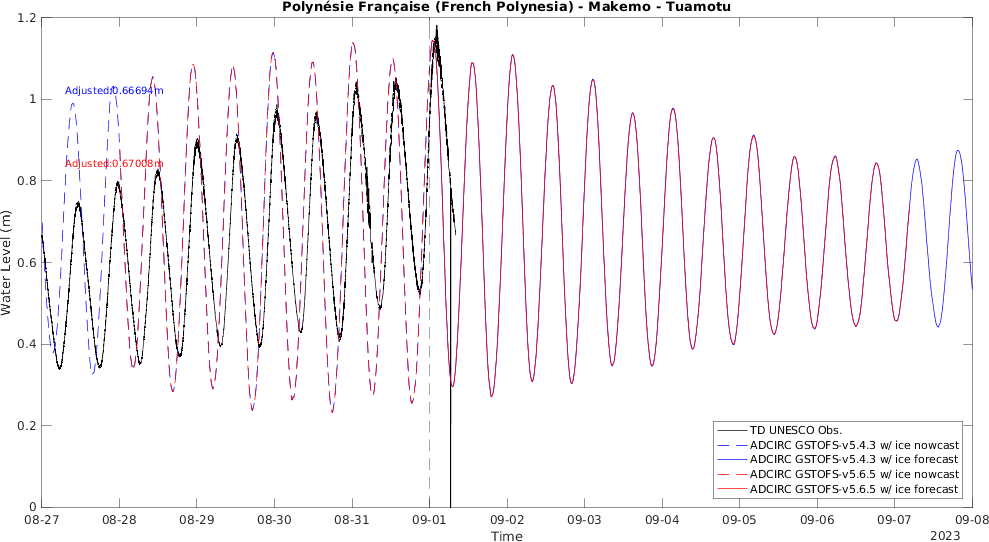 Polynésie Française (French Polynesia) - Makemo - Tuamotu
1.2
1
0.8
0.6
0.4
0.2
0
Water Level (m)
Adjusted:0.66694m
Adjusted:0.67008m
TD UNESCO Obs.
ADCIRC GSTOFS-v5.4.3 w/ ice nowcast
ADCIRC GSTOFS-v5.4.3 w/ ice forecast
ADCIRC GSTOFS-v5.6.5 w/ ice nowcast
ADCIRC GSTOFS-v5.6.5 w/ ice forecast
08-27 08-28 08-29 08-30 08-31 09-01 09-02 09-03 09-04 09-05 09-06 09-07 09-08
Time
2023